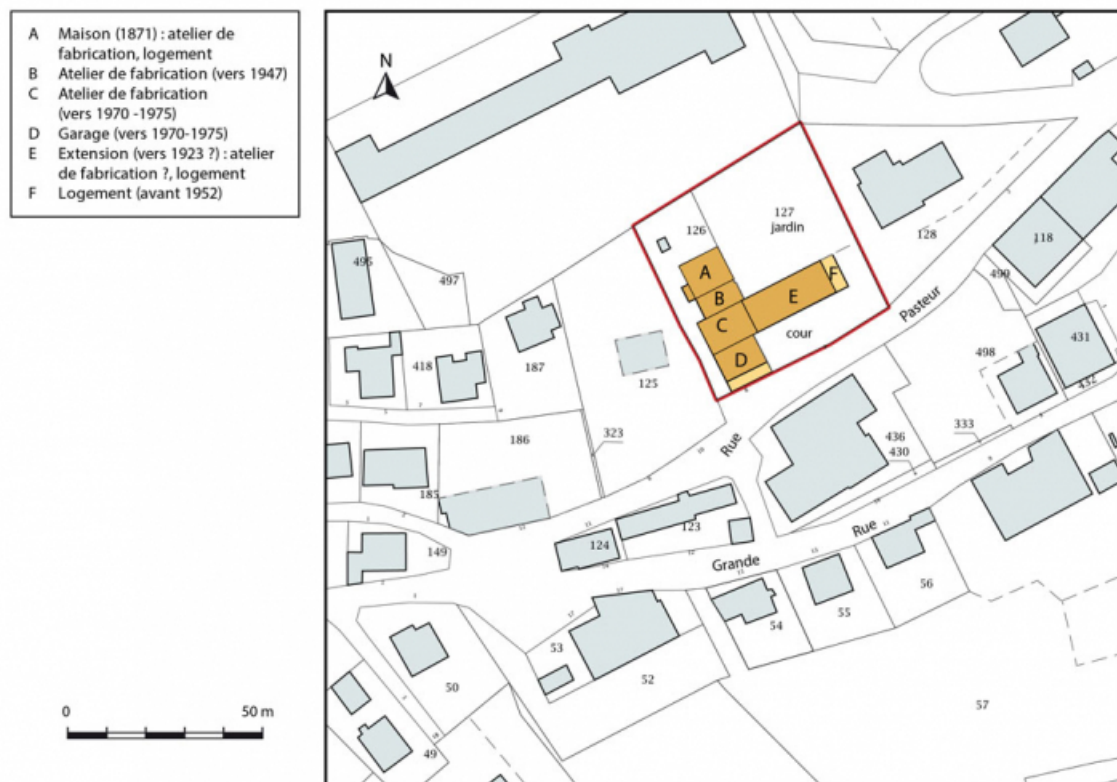 A Maison (1871) : atelier de
fabrication, logement
B Atelier de fabrication (vers 1947)
C Atelier de fabrication
(vers 1970 -1975)
D Garage (vers 1970-1975)
E Extension (vers 1923 ?) : atelier
de fabrication ?, logement
F Logement (avant 1952)
0 50 m
N
127
jardin
126
128
118
A
B
C
D
E
F
cour
Pasteur
Rue
495
497
499
418
187
125
498
431
432
186
323
333
436
430
185
149
124
123
Grande
Rue
56
55
54
53
52
50
49
57